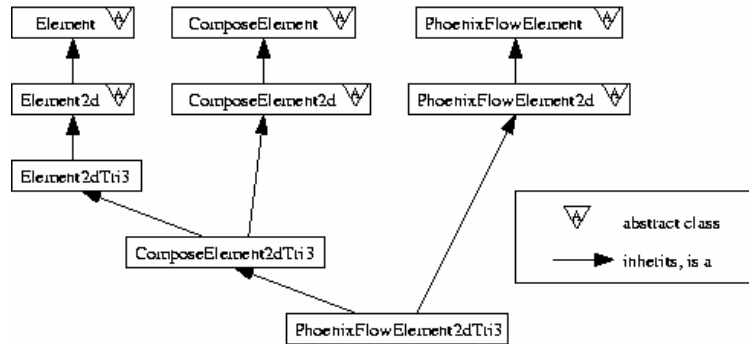 Element
ComposeElement
PhoenixFlowElement
Element2d
ComposeElement2d
PhoenixFlowElement2d
Element2dTri3
ComposeElement2dTri3
PhoenixFlowElement2dTri3
A abstract class
inherits, is a